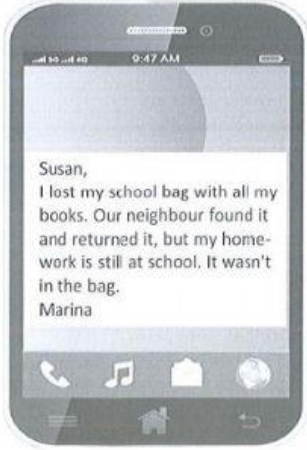 9:47 AM
Susan,
I lost my school bag with all my
books. Our neighbour found it
and returned it, but my home-
work is still at school. It wasn't
in the bag.
Marina